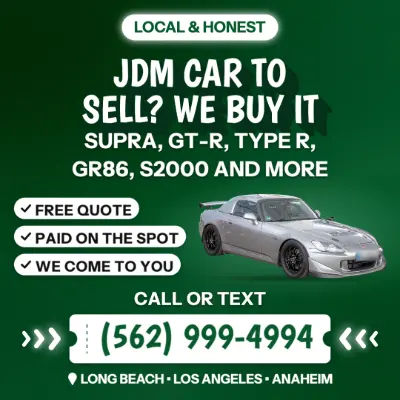 LOCAL & HONEST
JDM CAR TO
SELL? WE BUY IT
SUPRA, GT-R, TYPE R,
GR86, S2000 AND MORE
FREE QUOTE
PAID ON THE SPOT
WE COME TO YOU
CALL OR TEXT
(562) 999-4994
LONG BEACH • LOS ANGELES • ANAHEIM